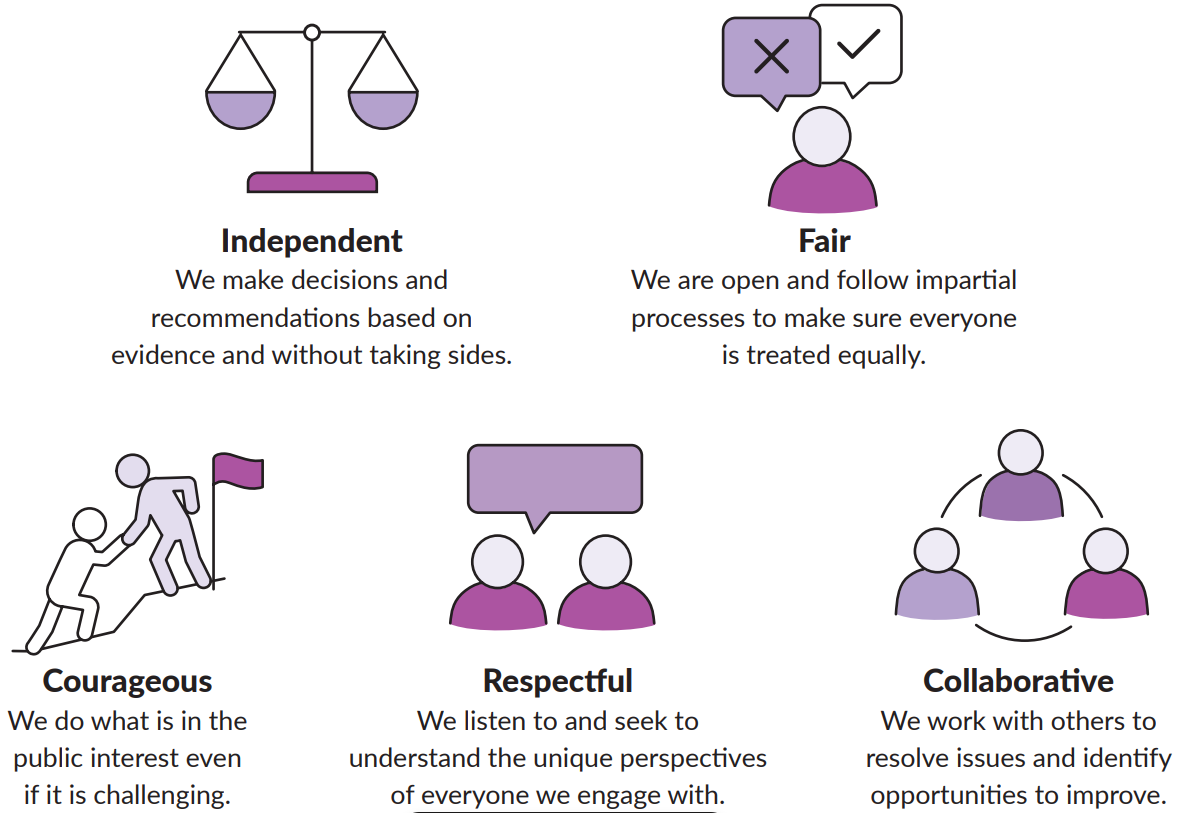 Independent
We make decisions and
recommendations based on
evidence and without taking sides.
Fair
We are open and follow impartial
processes to make sure everyone
is treated equally.
Courageous
We do what is in the
public interest even
if it is challenging.
Respectful
We listen to and seek to
understand the unique perspectives
of everyone we engage with.
Collaborative
We work with others to
resolve issues and identify
opportunities to improve.